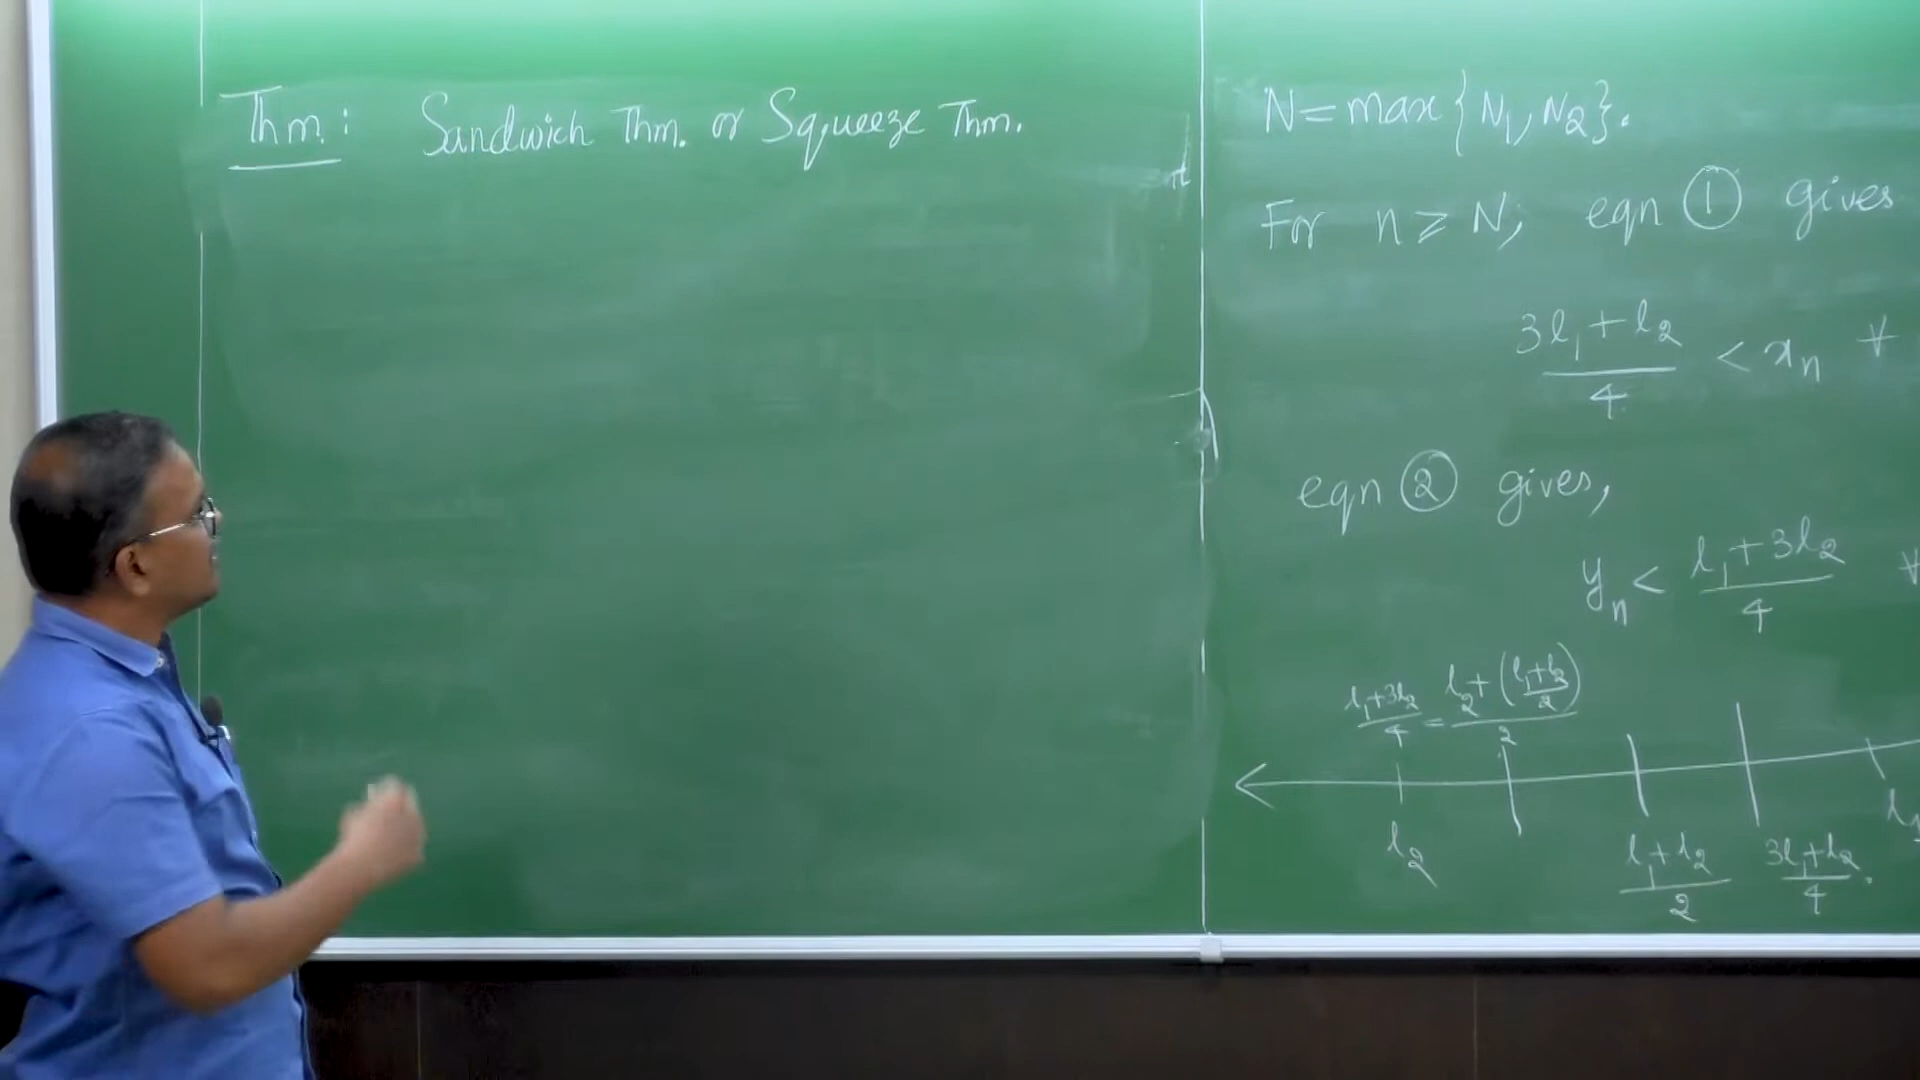 Thm: Sandwich Thm. or Squeeze Thm.
N = max{N₁, N₂}.
For n ≥ N, eqn ① gives
(3l₁+l₂)/4 < xₙ ∀
eqn ② gives,
yₙ < (l₁+3l₂)/4 ∀
(l₁+3l₂)/4 = (l₂+((l₁+l₂)/2))/2
l₂ (l₁+l₂)/2 (3l₁+l₂)/4. l₁